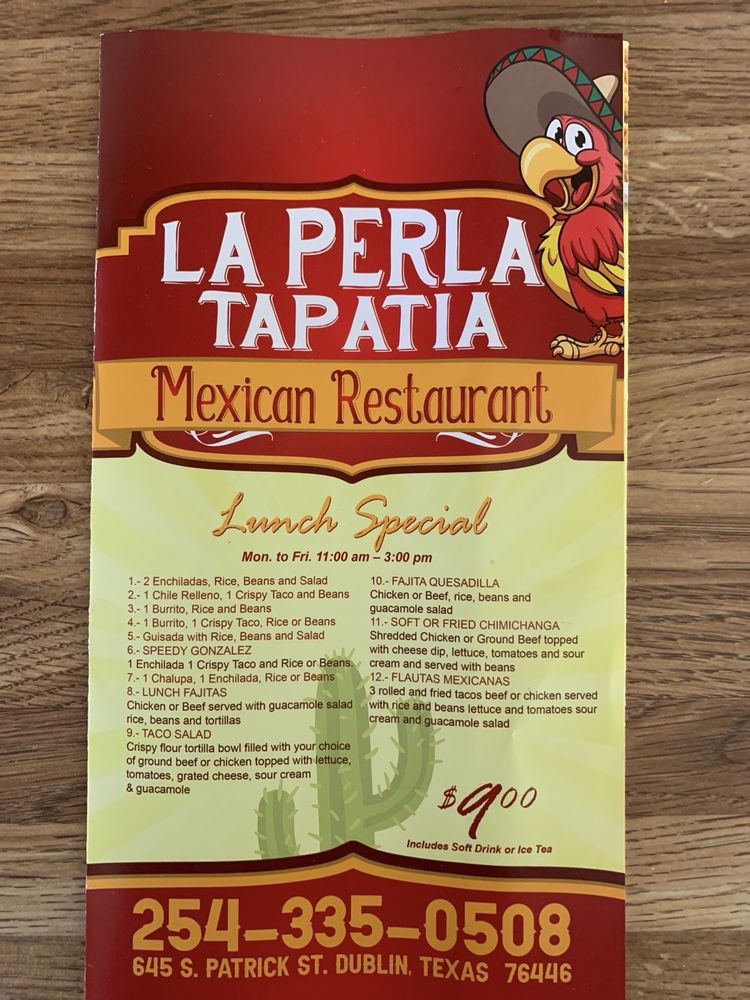 LA PERLA
TAPATIA
Mexican Restaurant
Lunch Special
Mon. to Fri. 11:00 am – 3:00 pm
1.- 2 Enchiladas, Rice, Beans and Salad
2.- 1 Chile Relleno, 1 Crispy Taco and Beans
3.- 1 Burrito, Rice and Beans
4.- 1 Burrito, 1 Crispy Taco, Rice or Beans
5.- Guisada with Rice, Beans and Salad
6.- SPEEDY GONZALEZ
1 Enchilada 1 Crispy Taco and Rice or Beans
7.- 1 Chalupa, 1 Enchilada, Rice or Beans
8.- LUNCH FAJITAS
Chicken or Beef served with guacamole salad
rice, beans and tortillas
9.- TACO SALAD
Crispy flour tortilla bowl filled with your choice
of ground beef or chicken topped with lettuce,
tomatoes, grated cheese, sour cream
& guacamole
10.- FAJITA QUESADILLA
Chicken or Beef, rice, beans and
guacamole salad
11.- SOFT OR FRIED CHIMICHANGA
Shredded Chicken or Ground Beef topped
with cheese dip, lettuce, tomatoes and sour
cream and served with beans
12.- FLAUTAS MEXICANAS
3 rolled and fried tacos beef or chicken served
with rice and beans lettuce and tomatoes sour
cream and guacamole salad
$9.00
Includes Soft Drink or Ice Tea
254-335-0508
645 S. PATRICK ST. DUBLIN, TEXAS 76446